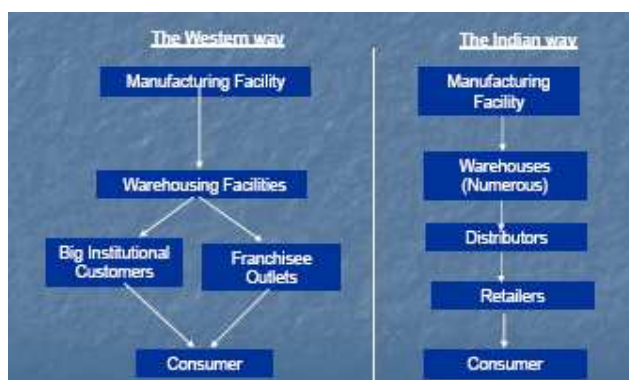 The Western way
Manufacturing Facility
Warehousing Facilities
Big Institutional
Customers
Franchisee
Outlets
Consumer
The Indian way
Manufacturing
Facility
Warehouses
(Numerous)
Distributors
Retailers
Consumer